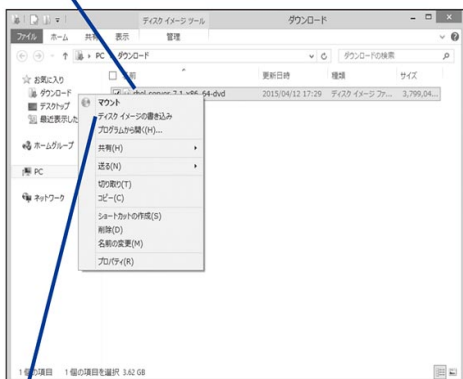 ディスク イメージ ツール
ダウンロード
ファイル ホーム 共有 表示 管理
PC ダウンロード
ダウンロードの検索
お気に入り
ダウンロード
デスクトップ
最近表示した
ホームグループ
PC
ネットワーク
名前 更新日時 種類 サイズ
rhel-server-7.1-x86_64-dvd 2015/04/12 17:29 ディスク イメージ ファ... 3,799,04...
マウント
ディスク イメージの書き込み
プログラムから開く(H)...
共有(H)
送る(N)
切り取り(T)
コピー(C)
ショートカットの作成(S)
削除(D)
名前の変更(M)
プロパティ(R)
1 個の項目 1 個の項目を選択 3.62 GB